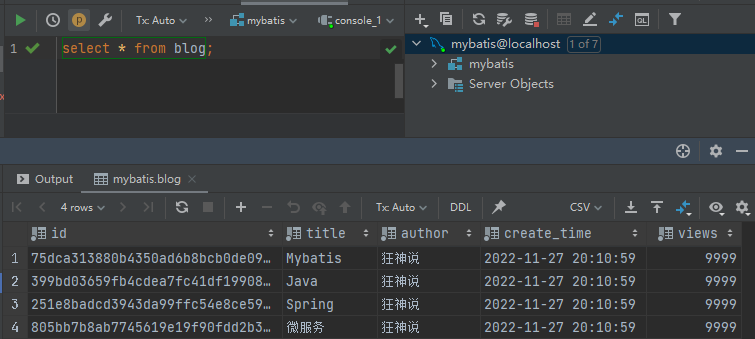 Tx: Auto
mybatis
console_1
1
select * from blog;
mybatis@localhost 1 of 7
mybatis
Server Objects
Output
mybatis.blog
4 rows
Tx: Auto
DDL
CSV
id title author create_time views
1 75dca313880b4350ad6b8bcb0de09… Mybatis 狂神说 2022-11-27 20:10:59 9999
2 399bd03659fb4cdea7fc41df19908… Java 狂神说 2022-11-27 20:10:59 9999
3 251e8badcd3943da99ffc54e8ce59… Spring 狂神说 2022-11-27 20:10:59 9999
4 805bb7b8ab7745619e19f90fdd2b3… 微服务 狂神说 2022-11-27 20:10:59 9999